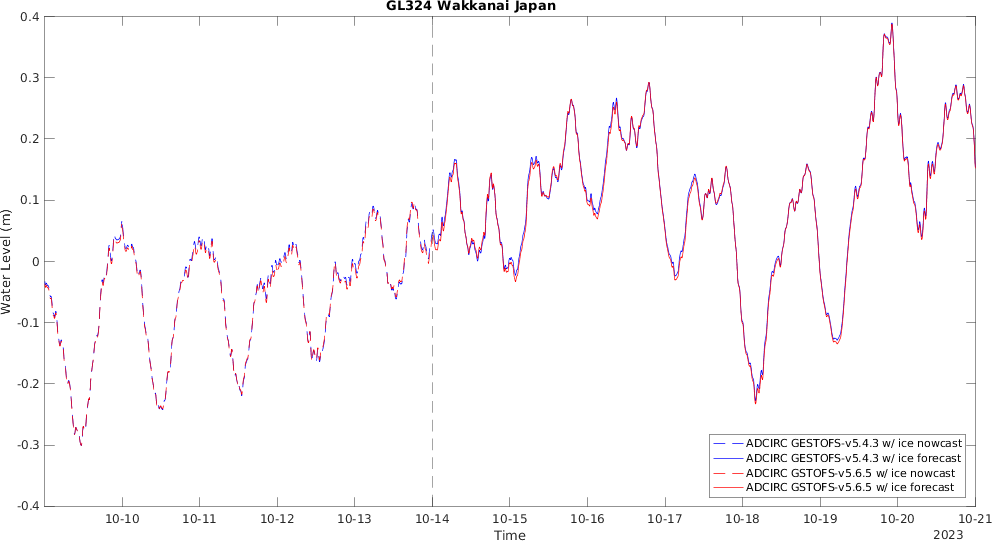 GL324 Wakkanai Japan
0.4
0.3
0.2
0.1
0
-0.1
-0.2
-0.3
-0.4
Water Level (m)
ADCIRC GESTOFS-v5.4.3 w/ ice nowcast
ADCIRC GESTOFS-v5.4.3 w/ ice forecast
ADCIRC GSTOFS-v5.6.5 w/ ice nowcast
ADCIRC GSTOFS-v5.6.5 w/ ice forecast
10-10 10-11 10-12 10-13 10-14 10-15 10-16 10-17 10-18 10-19 10-20 10-21
Time
2023